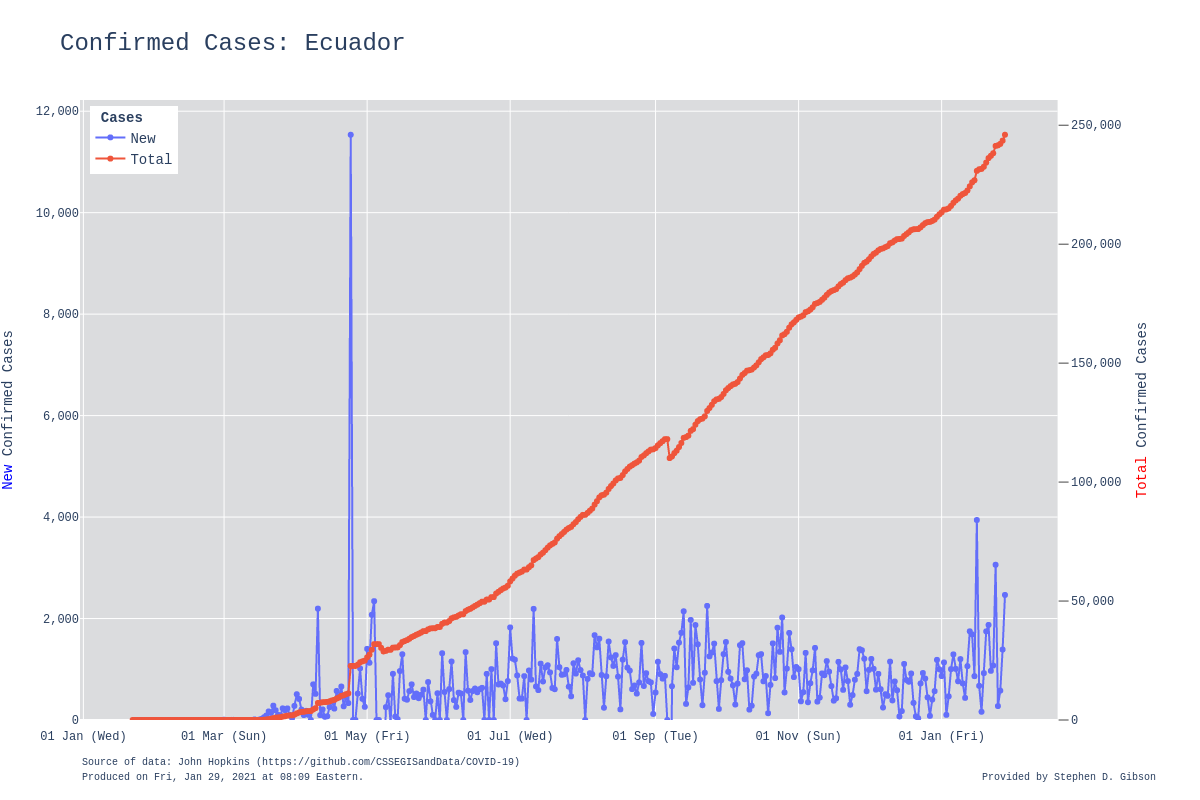 Confirmed Cases: Ecuador
Cases
New
Total
12,000
10,000
8,000
6,000
4,000
2,000
0
250,000
200,000
150,000
100,000
50,000
0
New Confirmed Cases
Total Confirmed Cases
01 Jan (Wed)
01 Mar (Sun)
01 May (Fri)
01 Jul (Wed)
01 Sep (Tue)
01 Nov (Sun)
01 Jan (Fri)
Source of data: John Hopkins (https://github.com/CSSEGISandData/COVID-19)
Produced on Fri, Jan 29, 2021 at 08:09 Eastern.
Provided by Stephen D. Gibson